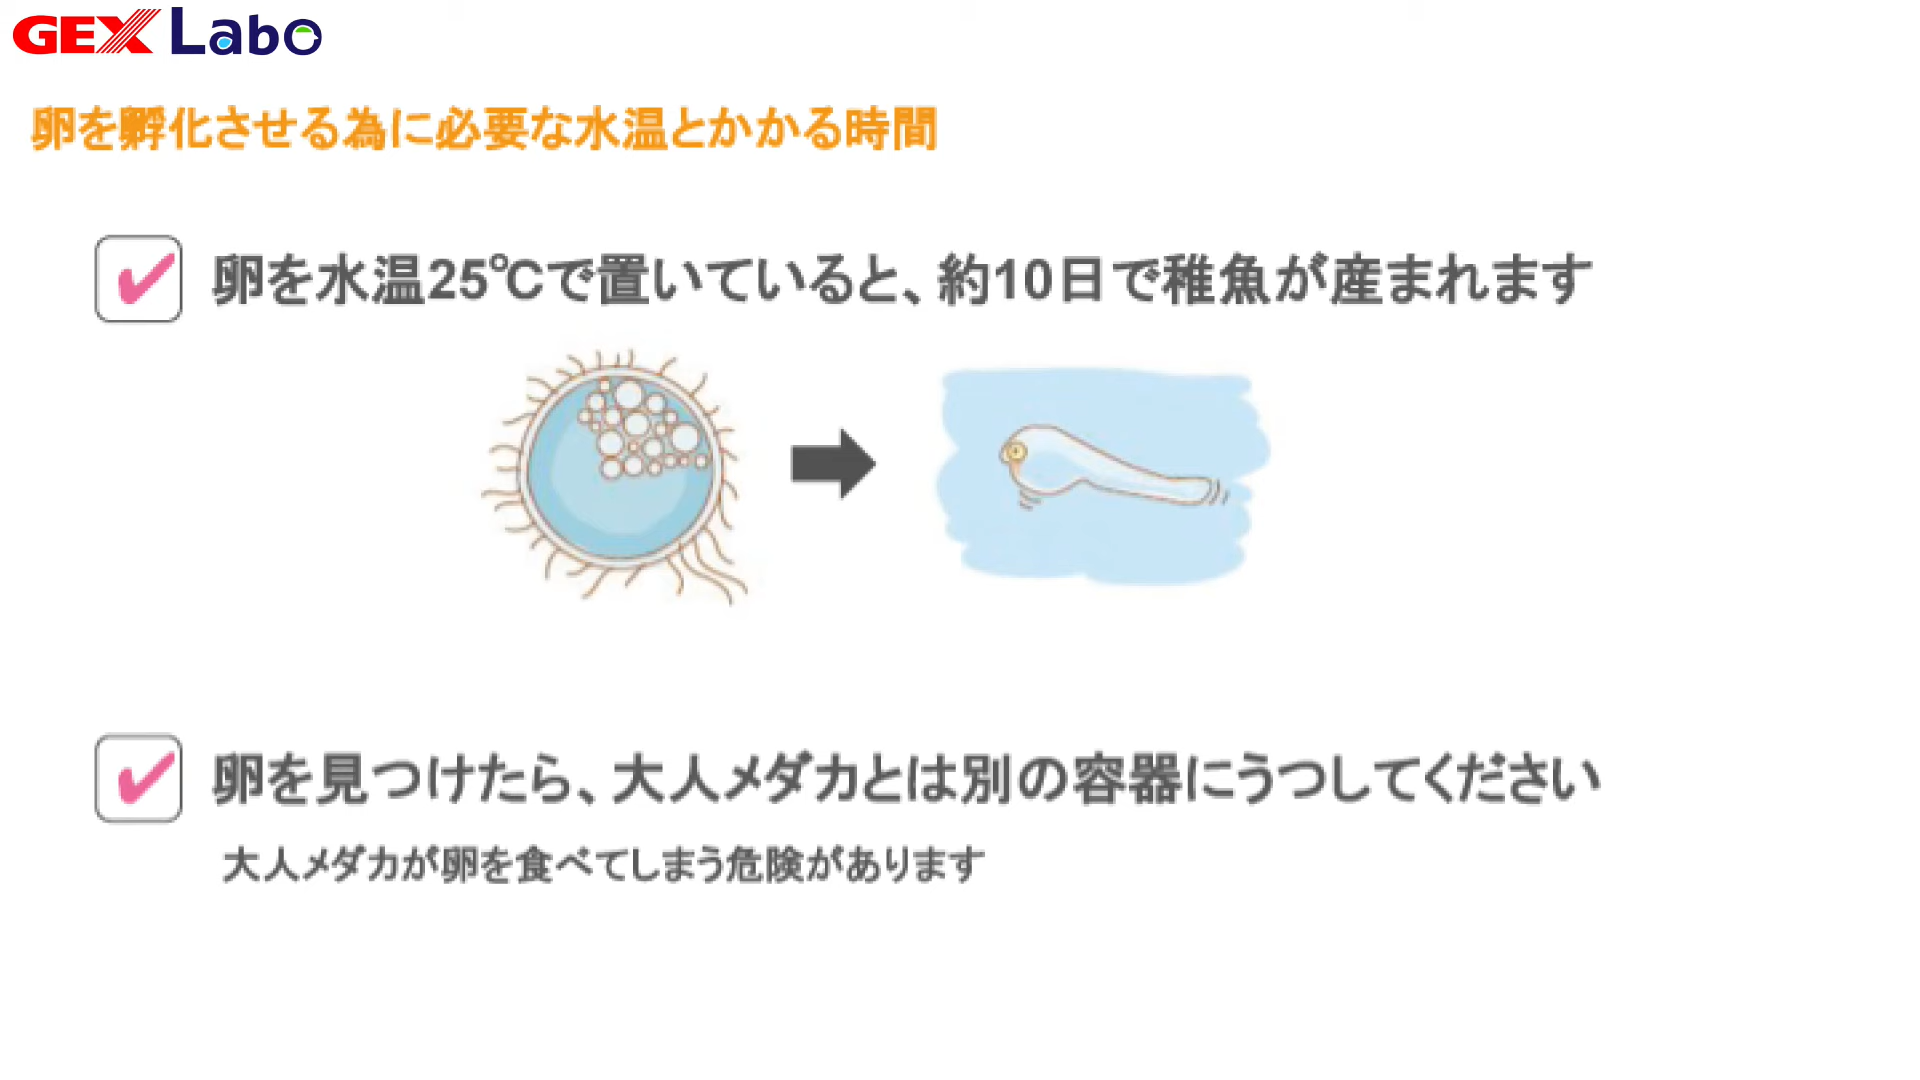 GEX Labo
卵を孵化させる為に必要な水温とかかる時間
卵を水温25℃で置いていると、約10日で稚魚が産まれます
卵を見つけたら、大人メダカとは別の容器にうつしてください
大人メダカが卵を食べてしまう危険があります